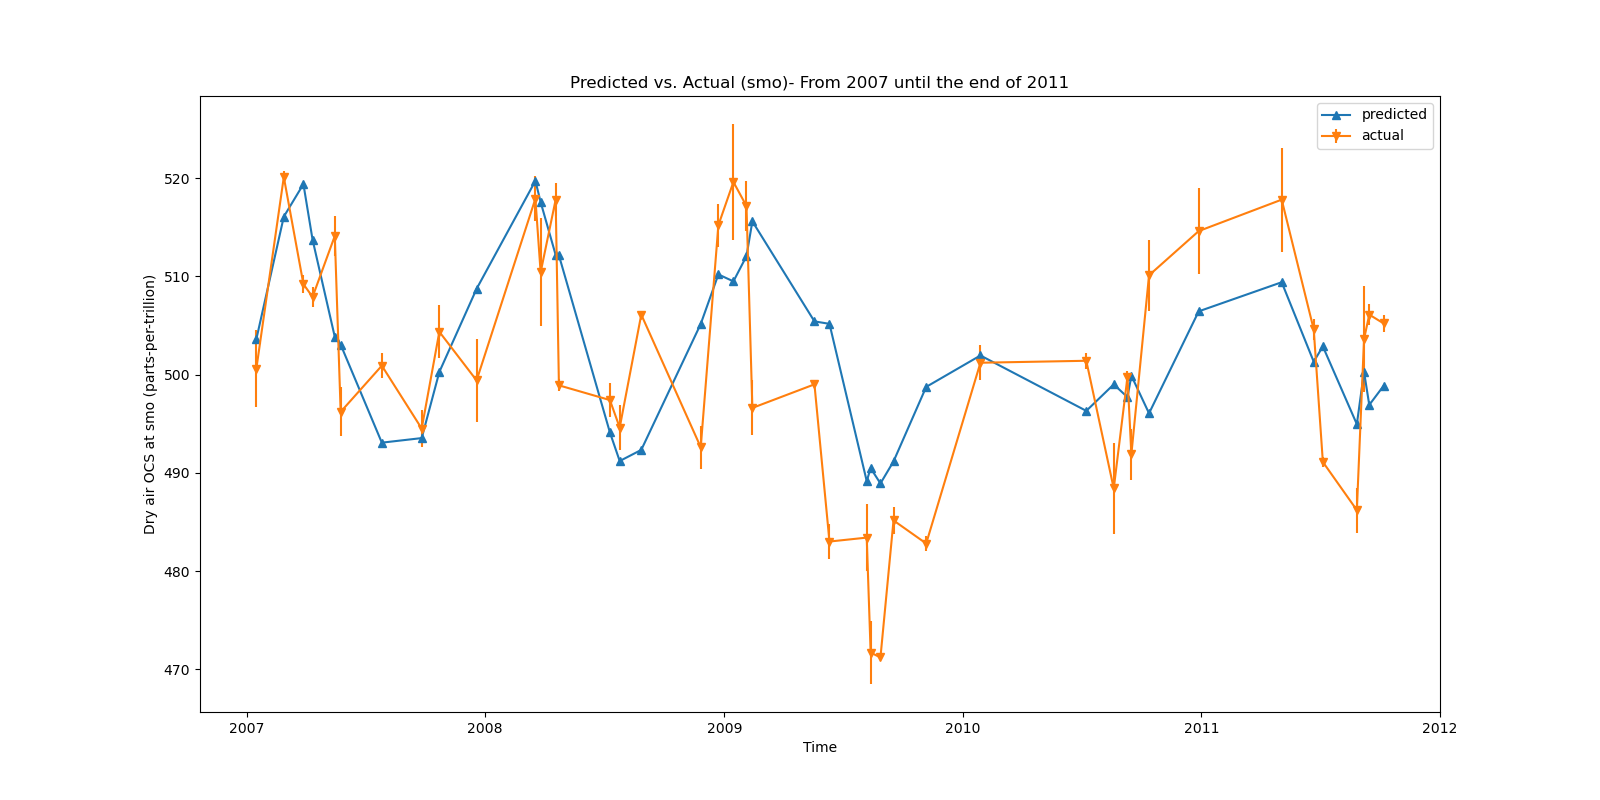 Predicted vs. Actual (smo)- From 2007 until the end of 2011
predicted
actual
Dry air OCS at smo (parts-per-trillion)
520
510
500
490
480
470
2007 2008 2009 2010 2011 2012
Time